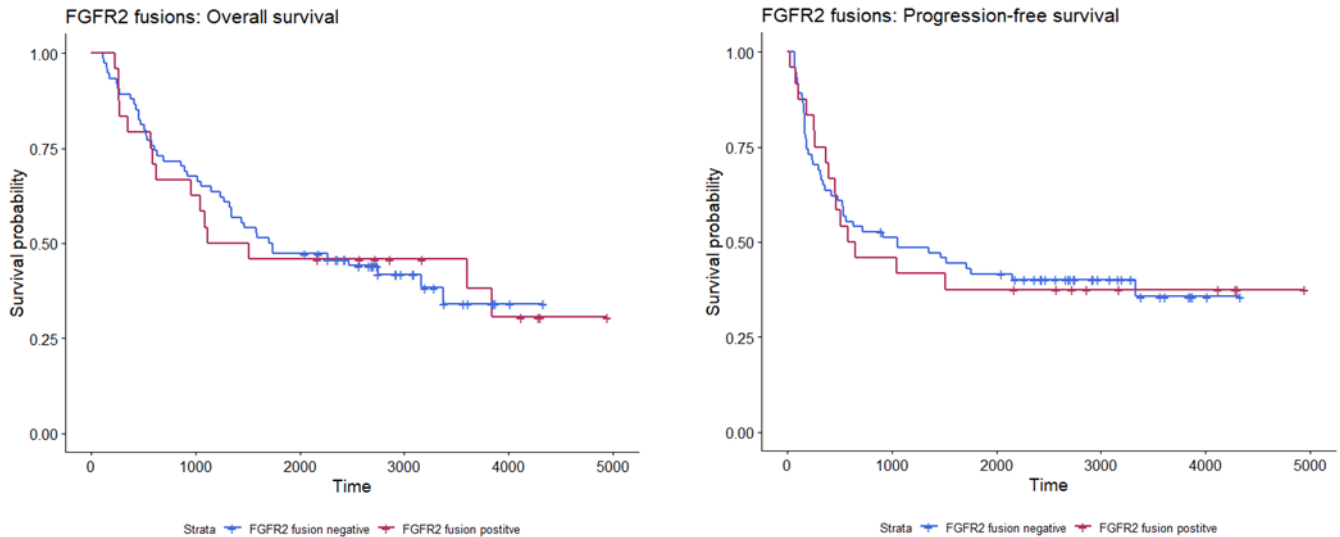 FGFR2 fusions: Overall survival
1.00
0.75
0.50
0.25
0.00
Survival probability
0 1000 2000 3000 4000 5000
Time
Strata FGFR2 fusion negative FGFR2 fusion postitve
FGFR2 fusions: Progression-free survival
1.00
0.75
0.50
0.25
0.00
Survival probability
0 1000 2000 3000 4000 5000
Time
Strata FGFR2 fusion negative FGFR2 fusion postitve